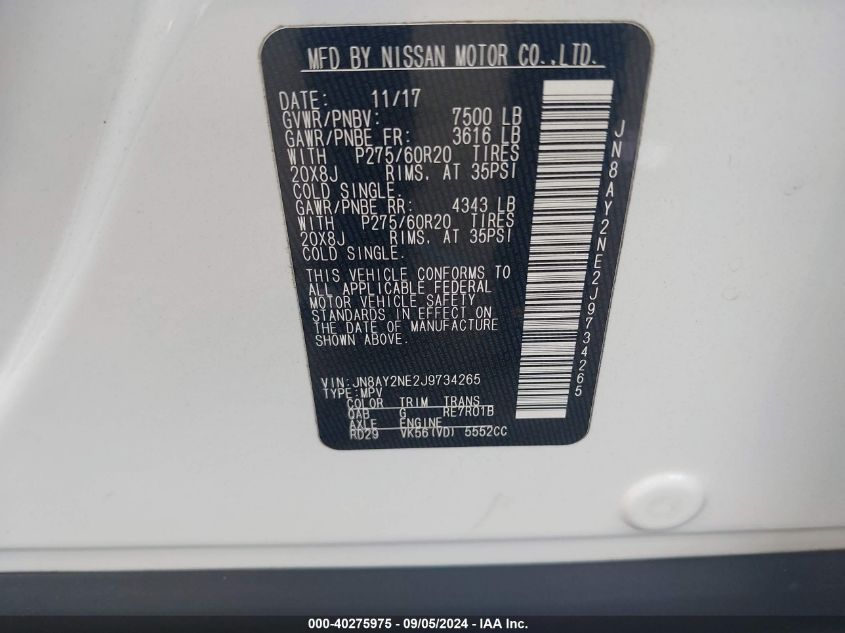 MFD BY NISSAN MOTOR CO.,LTD.
DATE: 11/17
GVWR/PNBV: 7500 LB
GAWR/PNBE FR: 3616 LB
WITH P275/60R20 TIRES
20X8J RIMS, AT 35PSI
COLD SINGLE.
GAWR/PNBE RR: 4343 LB
WITH P275/60R20 TIRES
20X8J RIMS, AT 35PSI
COLD SINGLE.
THIS VEHICLE CONFORMS TO
ALL APPLICABLE FEDERAL
MOTOR VEHICLE SAFETY
STANDARDS IN EFFECT ON
THE DATE OF MANUFACTURE
SHOWN ABOVE.
VIN:JN8AY2NE2J9734265
TYPE:MPV
COLOR TRIM TRANS
QAB G RE7R01B
AXLE ENGINE
RD29 VK56(VD) 5552CC
JN8AY2NE2J9734265
000-40275975 - 09/05/2024 - IAA Inc.